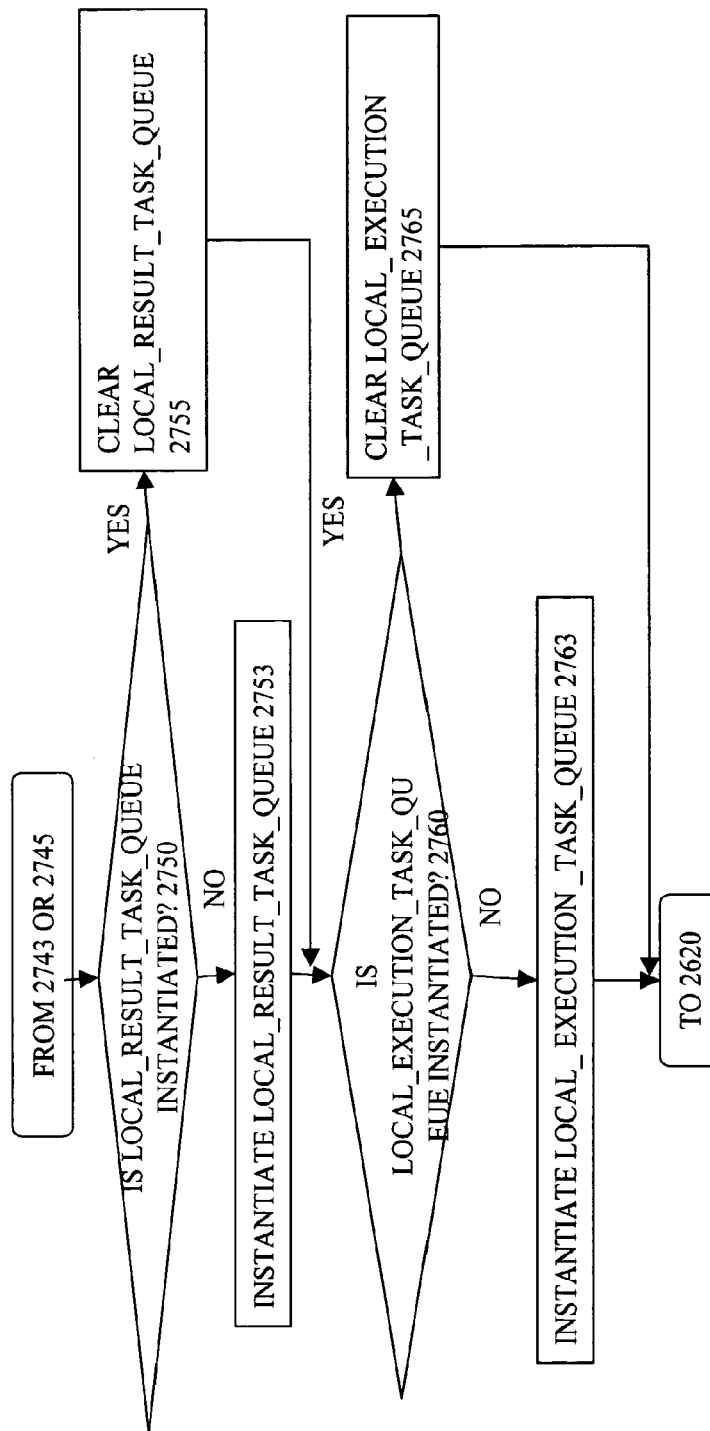 FROM 2743 OR 2745
IS LOCAL_RESULT_TASK_QUEUE
INSTANTIATED? 2750
YES
CLEAR
LOCAL_RESULT_TASK_QUEUE
2755
NO
INSTANTIATE LOCAL_RESULT_TASK_QUEUE 2753
IS
LOCAL_EXECUTION_TASK_QU
EUE INSTANTIATED? 2760
YES
CLEAR LOCAL_EXECUTION
_TASK_QUEUE 2765
NO
INSTANTIATE LOCAL_EXECUTION_TASK_QUEUE 2763
TO 2620